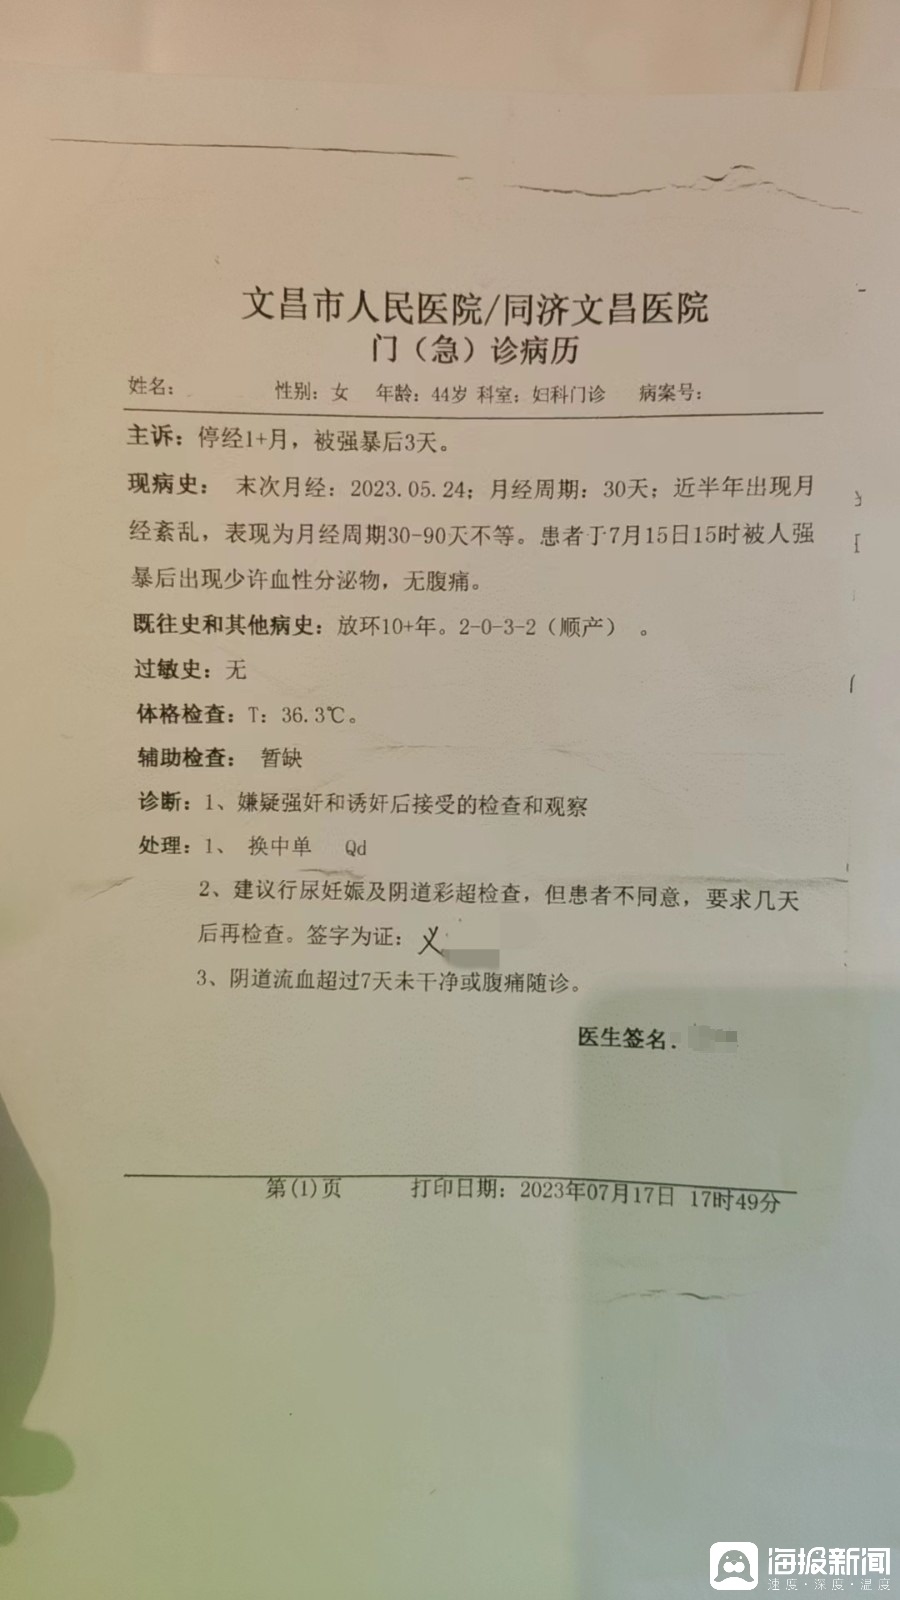 文昌市人民医院/同济文昌医院
门（急）诊病历
姓名： 性别：女 年龄：44岁 科室：妇科门诊 病案号：
主诉：停经1+月，被强暴后3天。
现病史： 末次月经：2023.05.24；月经周期：30天；近半年出现月
经紊乱，表现为月经周期30-90天不等。患者于7月15日15时被人强
暴后出现少许血性分泌物，无腹痛。
既往史和其他病史：放环10+年。2-0-3-2（顺产） 。
过敏史：无
体格检查：T：36.3℃。
辅助检查： 暂缺
诊断：1、嫌疑强奸和诱奸后接受的检查和观察
处理：1、 换中单 Qd
2、建议行尿妊娠及阴道彩超检查，但患者不同意，要求几天
后再检查。签字为证：
3、阴道流血超过7天未干净或腹痛随诊。
医生签名.
第(1)页 打印日期：2023年07月17日 17时49分
海报新闻
速度·深度·温度